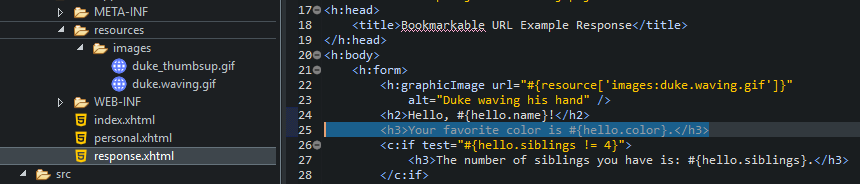 META-INF
resources
images
duke_thumbsup.gif
duke.waving.gif
WEB-INF
index.xhtml
personal.xhtml
response.xhtml
src
17 <h:head>
18 <title>Bookmarkable URL Example Response</title>
19 </h:head>
20 <h:body>
21 <h:form>
22 <h:graphicImage url="#{resource['images:duke.waving.gif']}"
23 alt="Duke waving his hand" />
24 <h2>Hello, #{hello.name}!</h2>
25 <h3>Your favorite color is #{hello.color}.</h3>
26 <c:if test="#{hello.siblings != 4}">
27 <h3>The number of siblings you have is: #{hello.siblings}.</h3>
28 </c:if>